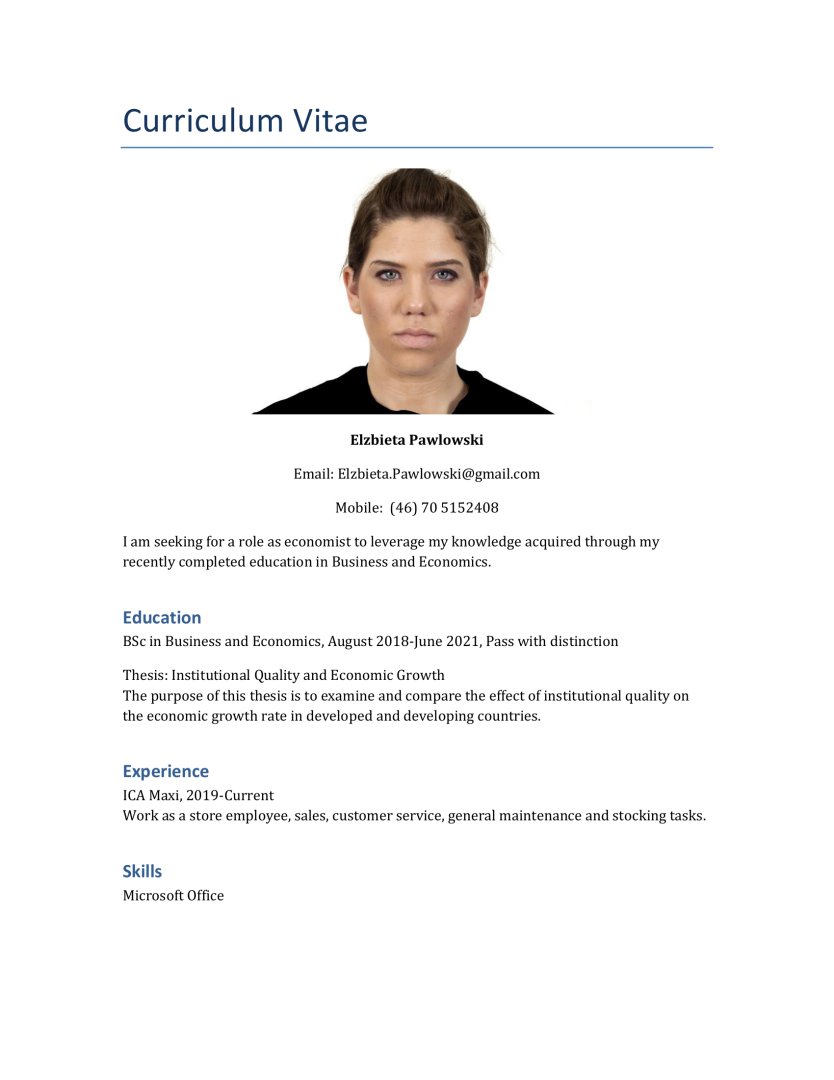 Curriculum Vitae
Elzbieta Pawlowski
Email: Elzbieta.Pawlowski@gmail.com
Mobile:  (46) 70 5152408
I am seeking for a role as economist to leverage my knowledge acquired through my
recently completed education in Business and Economics.
Education
BSc in Business and Economics, August 2018-June 2021, Pass with distinction
Thesis: Institutional Quality and Economic Growth
The purpose of this thesis is to examine and compare the effect of institutional quality on
the economic growth rate in developed and developing countries.
Experience
ICA Maxi, 2019-Current
Work as a store employee, sales, customer service, general maintenance and stocking tasks.
Skills
Microsoft Office